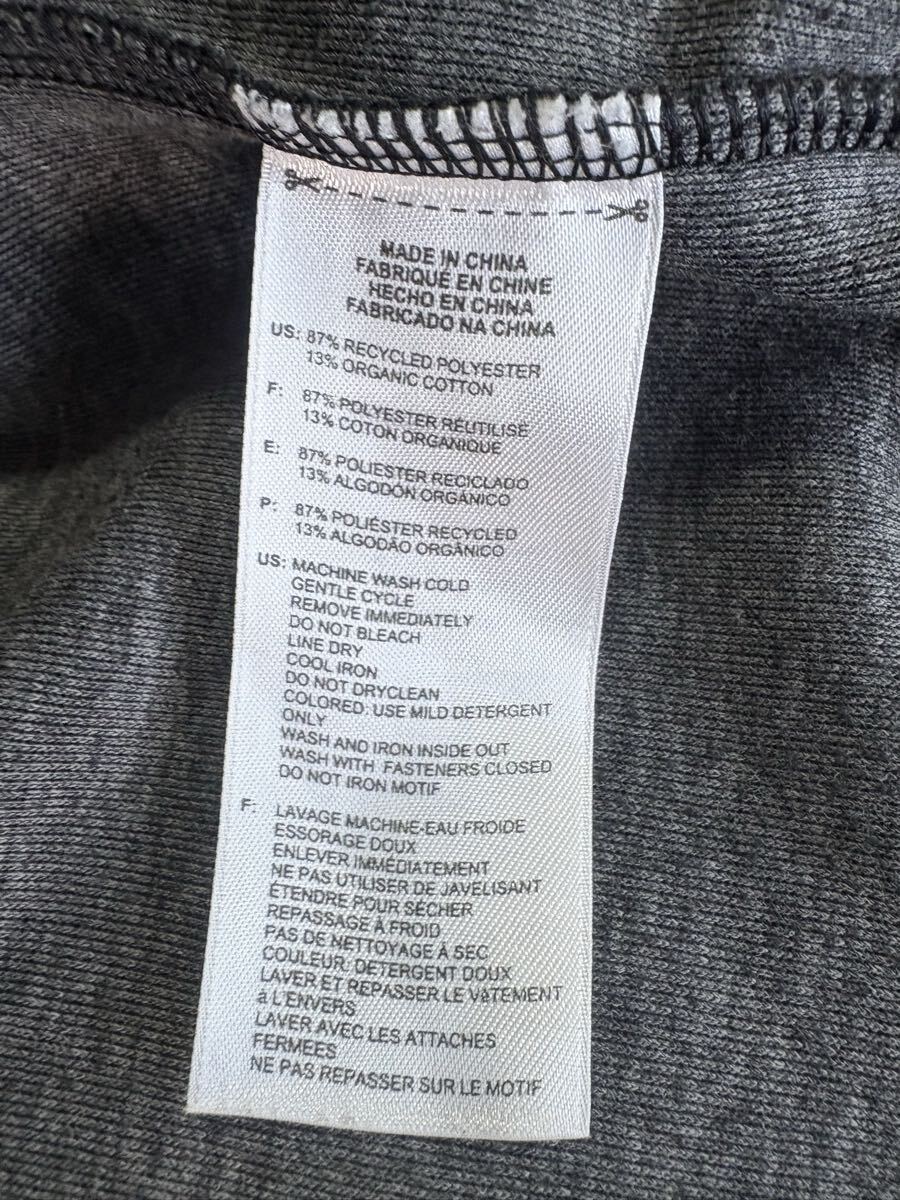 MADE IN CHINA
FABRIQUÉ EN CHINE
HECHO EN CHINA
FABRICADO NA CHINA
US: 87% RECYCLED POLYESTER
13% ORGANIC COTTON
F: 87% POLYESTER RÉUTILISÉ
13% COTON ORGANIQUE
E: 87% POLIESTER RECICLADO
13% ALGODÓN ORGÁNICO
P: 87% POLIÉSTER RECYCLED
13% ALGODÃO ORGÂNICO
US: MACHINE WASH COLD
GENTLE CYCLE
REMOVE IMMEDIATELY
DO NOT BLEACH
LINE DRY
COOL IRON
DO NOT DRYCLEAN
COLORED: USE MILD DETERGENT
ONLY
WASH AND IRON INSIDE OUT
WASH WITH FASTENERS CLOSED
DO NOT IRON MOTIF
F: LAVAGE MACHINE-EAU FROIDE
ESSORAGE DOUX
ENLEVER IMMÉDIATEMENT
NE PAS UTILISER DE JAVELISANT
ÉTENDRE POUR SÉCHER
REPASSAGE À FROID
PAS DE NETTOYAGE À SEC
COULEUR: DETERGENT DOUX
LAVER ET REPASSER LE VêTEMENT
à L'ENVERS
LAVER AVEC LES ATTACHES
FERMEES
NE PAS REPASSER SUR LE MOTIF